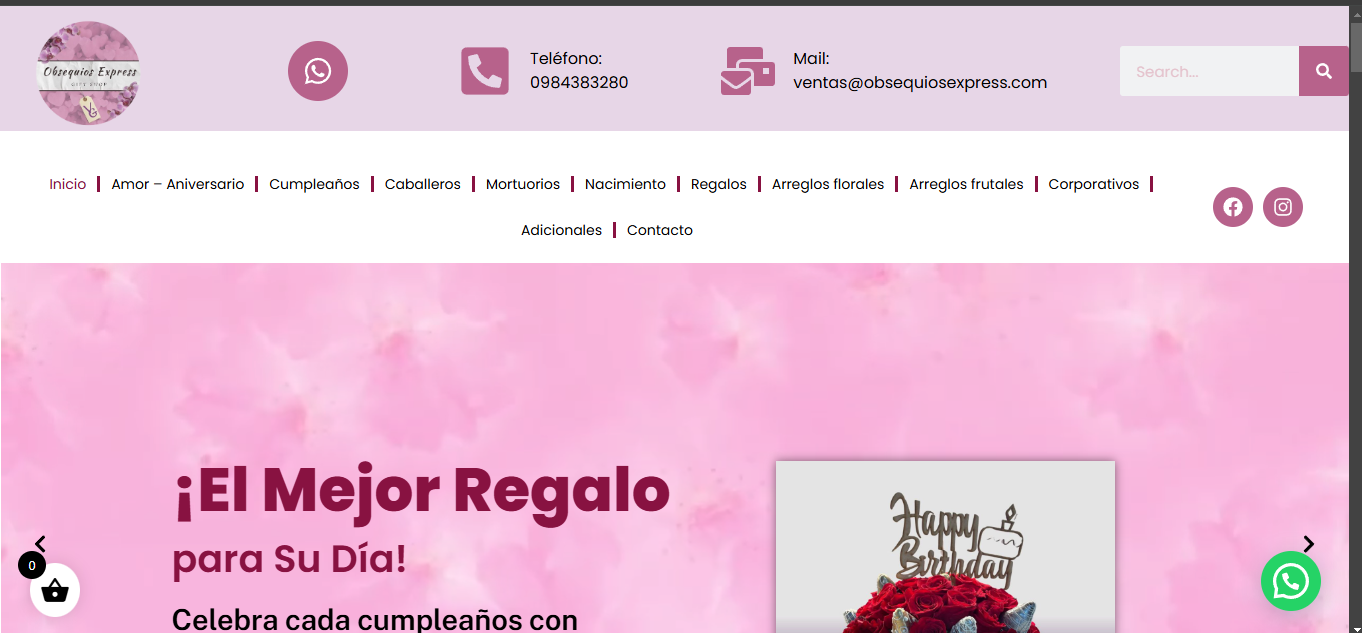 Obsequios Express
GIFT SHOP
Teléfono:
0984383280
Mail:
ventas@obsequiosexpress.com
Search...
Inicio
Amor – Aniversario
Cumpleaños
Caballeros
Mortuorios
Nacimiento
Regalos
Arreglos florales
Arreglos frutales
Corporativos
Adicionales
Contacto
¡El Mejor Regalo
para Su Día!
Celebra cada cumpleaños con
Happy
Birthday
0